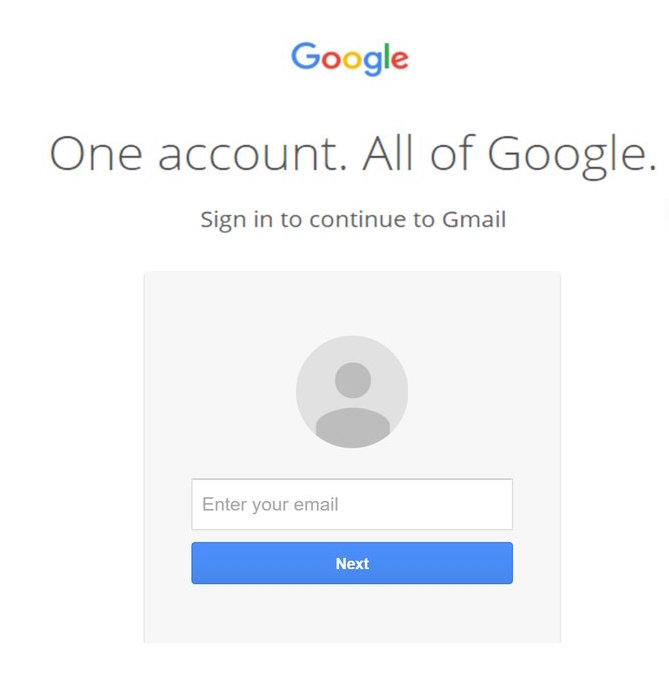 Google
One account. All of Google.
Sign in to continue to Gmail
Enter your email
Next